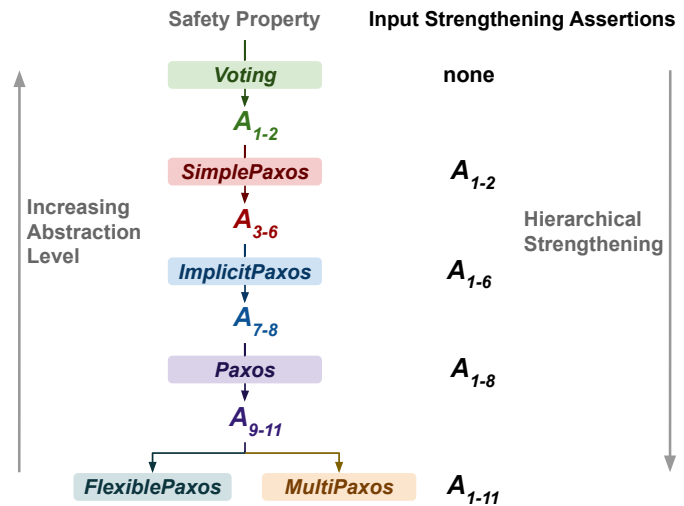 Safety Property Input Strengthening Assertions
Voting none
A1-2
SimplePaxos A1-2
Increasing
Abstraction
Level
A3-6
Hierarchical
Strengthening
ImplicitPaxos A1-6
A7-8
Paxos A1-8
A9-11
FlexiblePaxos MultiPaxos A1-11